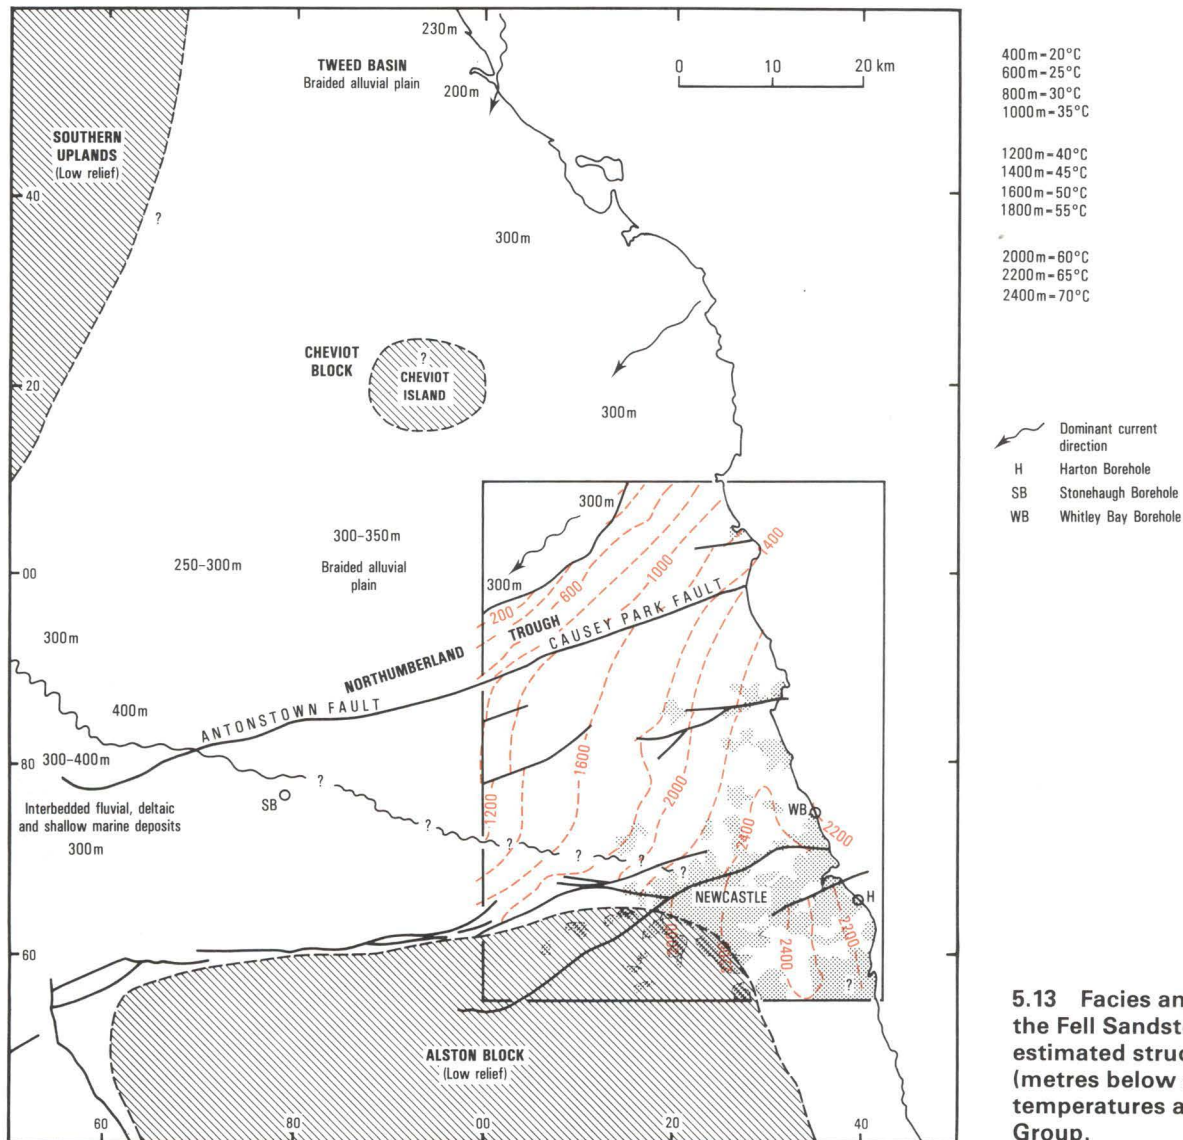 230m
TWEED BASIN
Braided alluvial plain
200m
0 10 20 km
400m=20°C
600m=25°C
800m=30°C
1000m=35°C
1200m=40°C
1400m=45°C
1600m=50°C
1800m=55°C
2000m=60°C
2200m=65°C
2400m=70°C
SOUTHERN
UPLANDS
(Low relief)
40
?
300m
CHEVIOT
BLOCK
?
CHEVIOT
ISLAND
20
300m
Dominant current
direction
H Harton Borehole
SB Stonehaugh Borehole
WB Whitley Bay Borehole
300m
300-350m
250-300m
Braided alluvial
plain
00
300m
200
600
1000
1400
300m
NORTHUMBERLAND TROUGH
ANTONSTOWN FAULT
CAUSEY PARK FAULT
400m
80
300-400m
SB
?
Interbedded fluvial, deltaic
and shallow marine deposits
300m
1200
1600
2000
2400
WB
2200
?
?
?
?
?
NEWCASTLE
H
60
2400
2200
?
ALSTON BLOCK
(Low relief)
60 80 00 20 40
5.13 Facies an
the Fell Sandst
estimated struc
(metres below
temperatures a
Group.